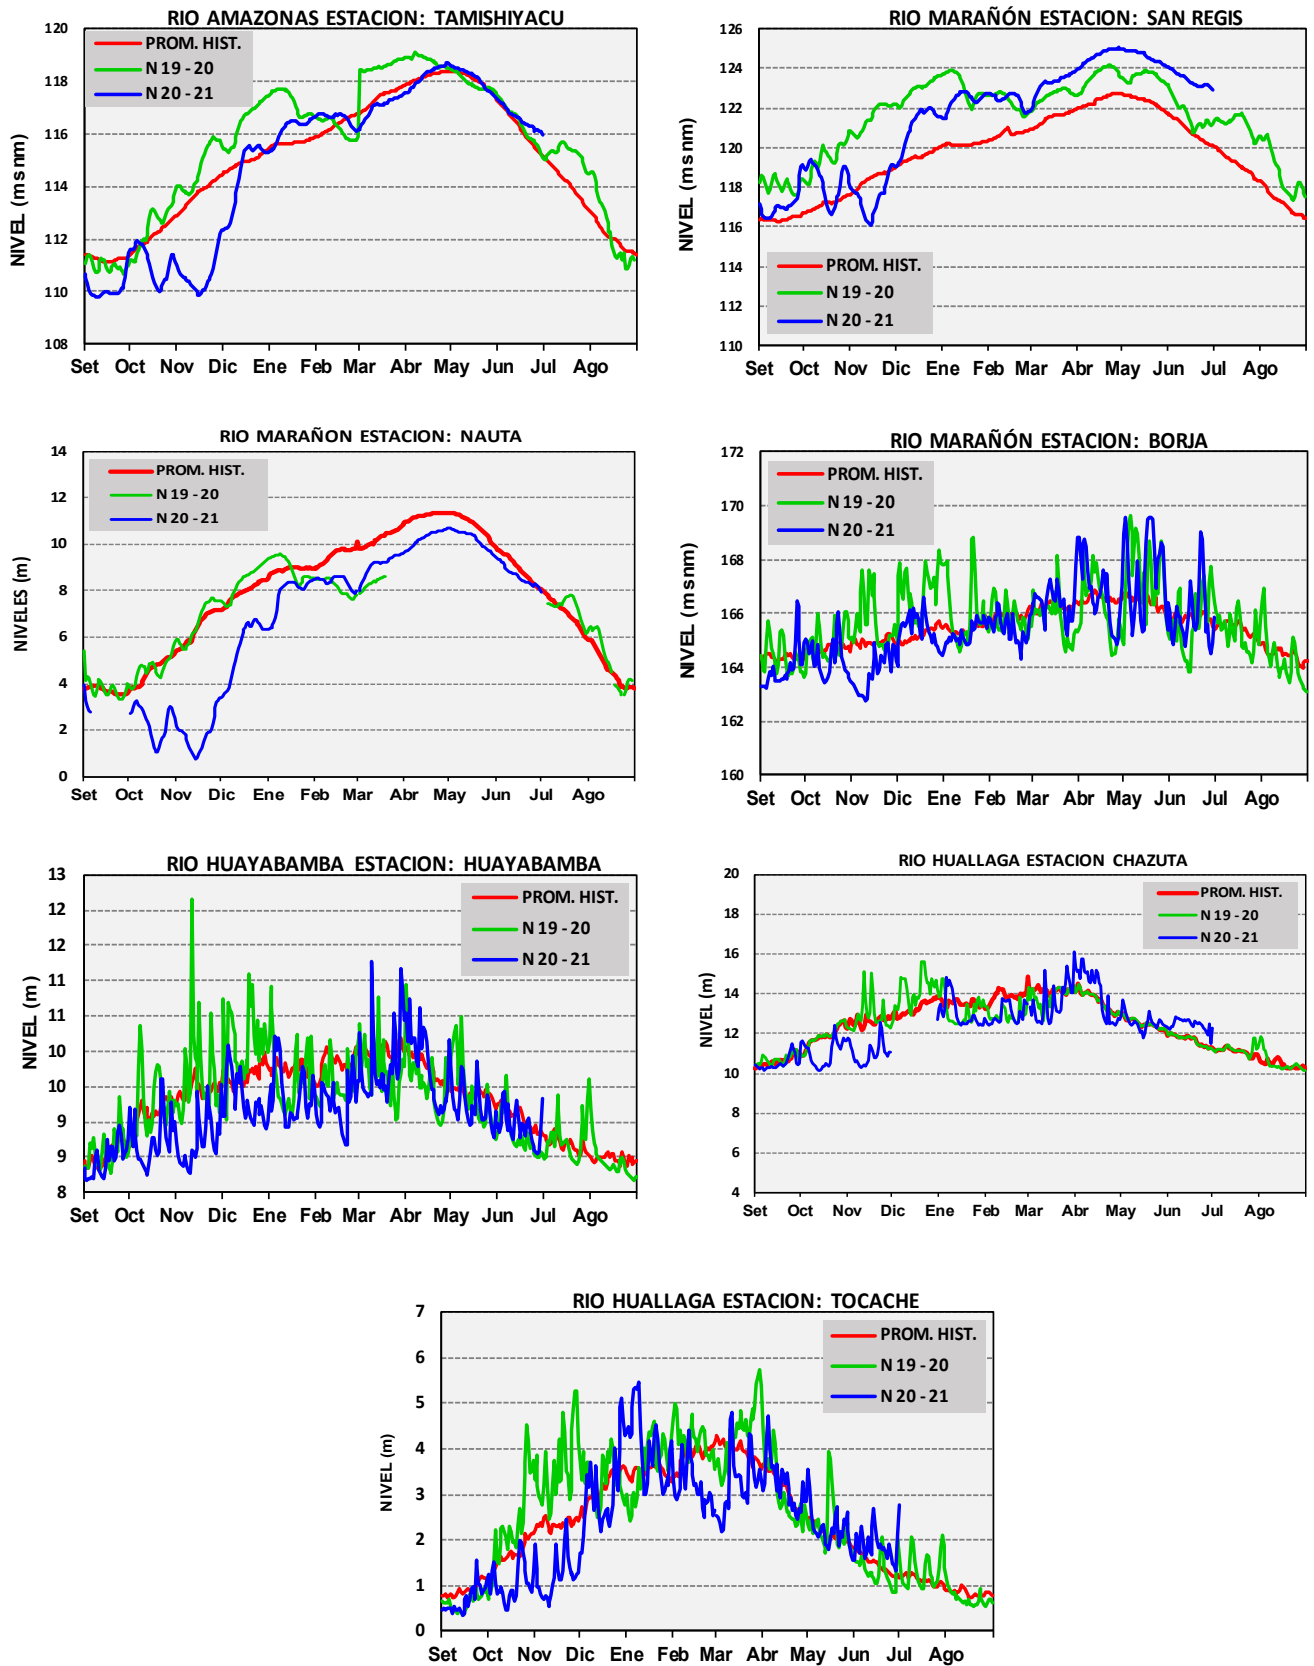 RIO AMAZONAS ESTACION: TAMISHIYACU
NIVEL (msnm)
120
118
116
114
112
110
108
PROM. HIST.
N 19 - 20
N 20 - 21
Set Oct Nov Dic Ene Feb Mar Abr May Jun Jul Ago
RIO MARAÑÓN ESTACION: SAN REGIS
NIVEL (msnm)
126
124
122
120
118
116
114
112
110
PROM. HIST.
N 19 - 20
N 20 - 21
Set Oct Nov Dic Ene Feb Mar Abr May Jun Jul Ago
RIO MARAÑON ESTACION: NAUTA
NIVELES (m)
14
12
10
8
6
4
2
0
PROM. HIST.
N 19 - 20
N 20 - 21
Set Oct Nov Dic Ene Feb Mar Abr May Jun Jul Ago
RIO MARAÑÓN ESTACION: BORJA
NIVEL (msnm)
172
170
168
166
164
162
160
PROM. HIST.
N 19 - 20
N 20 - 21
Set Oct Nov Dic Ene Feb Mar Abr May Jun Jul Ago
RIO HUAYABAMBA ESTACION: HUAYABAMBA
NIVEL (m)
13
12
12
11
11
10
10
9
9
8
PROM. HIST.
N 19 - 20
N 20 - 21
Set Oct Nov Dic Ene Feb Mar Abr May Jun Jul Ago
RIO HUALLAGA ESTACION CHAZUTA
NIVEL (m)
20
18
16
14
12
10
8
6
4
PROM. HIST.
N 19 - 20
N 20 - 21
Set Oct Nov Dic Ene Feb Mar Abr May Jun Jul Ago
RIO HUALLAGA ESTACION: TOCACHE
NIVEL (m)
7
6
5
4
3
2
1
0
PROM. HIST.
N 19 - 20
N 20 - 21
Set Oct Nov Dic Ene Feb Mar Abr May Jun Jul Ago